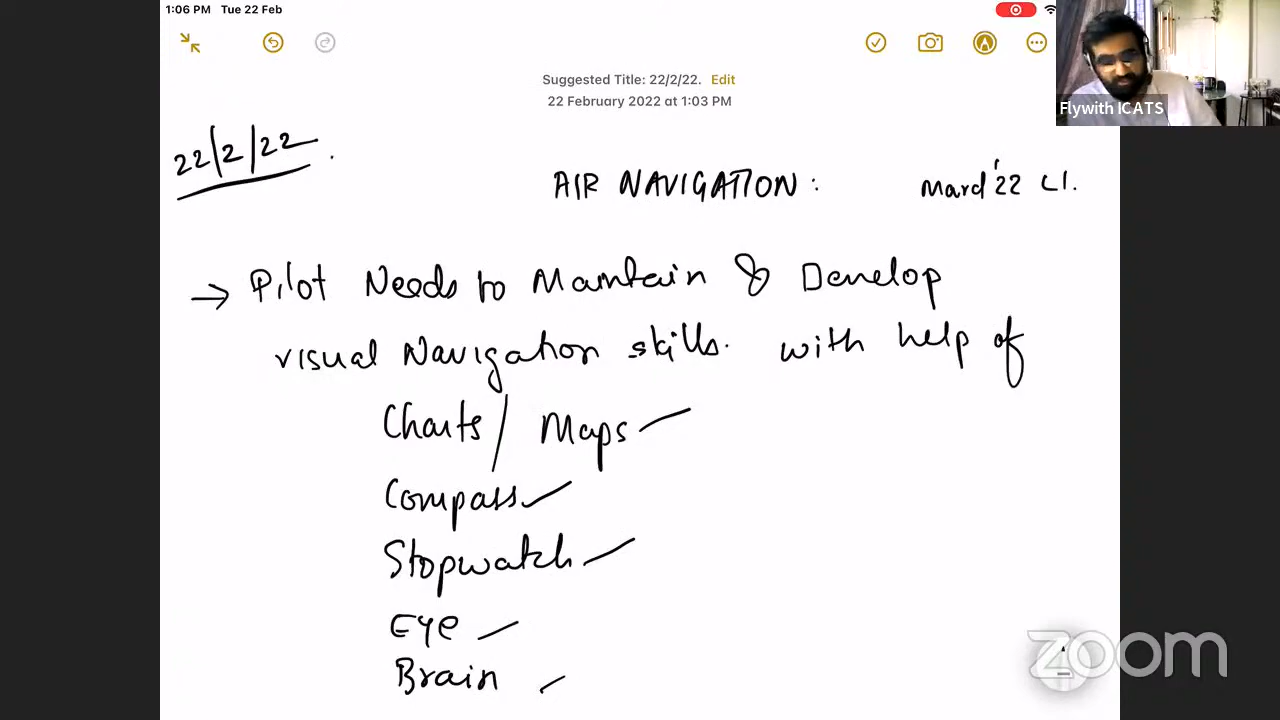 1:06 PM Tue 22 Feb
Suggested Title: 22/2/22. Edit
22 February 2022 at 1:03 PM
Flywith ICATS
22/2/22
AIR NAVIGATION:
'22
→ Pilot Needs to Maintain & Develop
visual Navigation skills. with help of
Charts / Maps
Compass
Stopwatch
Eye
Brain
zoom